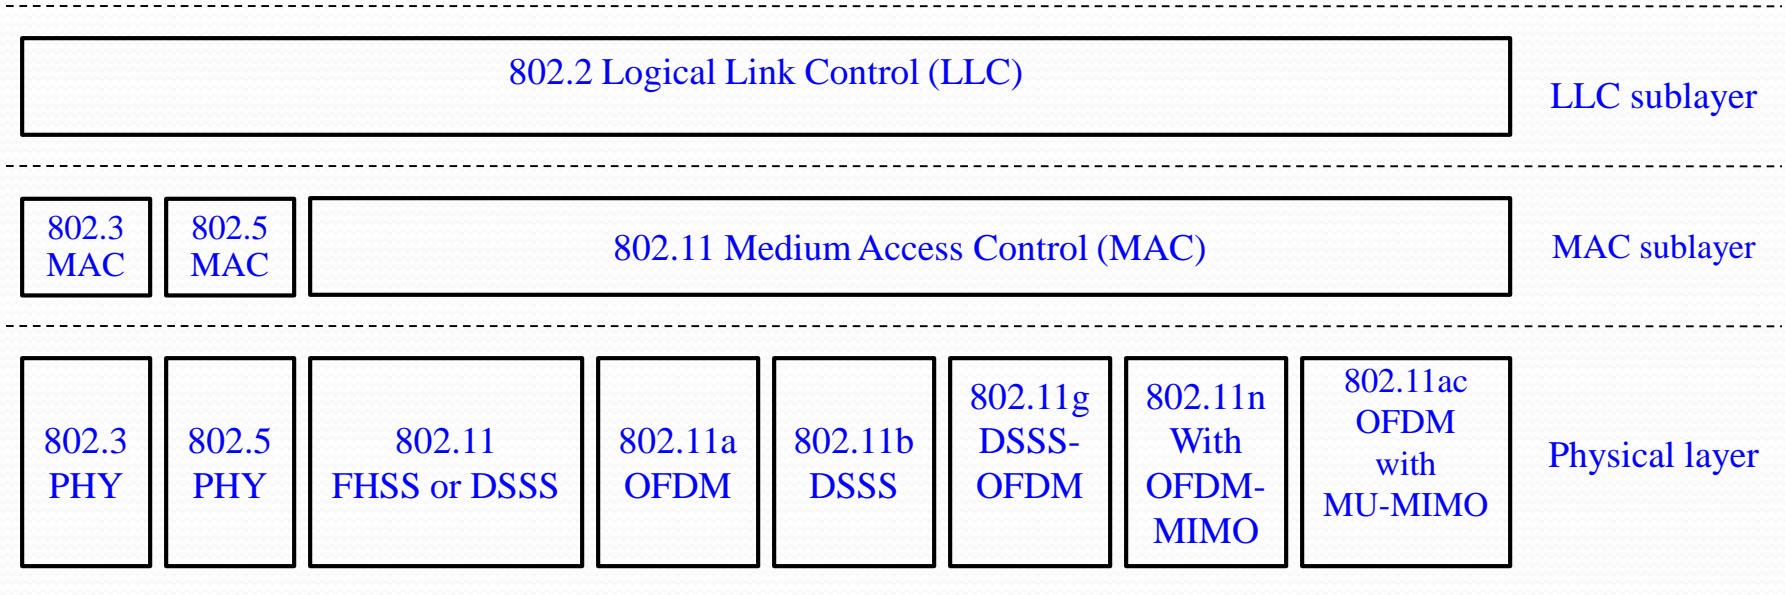 802.2 Logical Link Control (LLC)
LLC sublayer
802.3
MAC
802.5
MAC
802.11 Medium Access Control (MAC)
MAC sublayer
802.3
PHY
802.5
PHY
802.11
FHSS or DSSS
802.11a
OFDM
802.11b
DSSS
802.11g
DSSS-
OFDM
802.11n
With
OFDM-
MIMO
802.11ac
OFDM
with
MU-MIMO
Physical layer